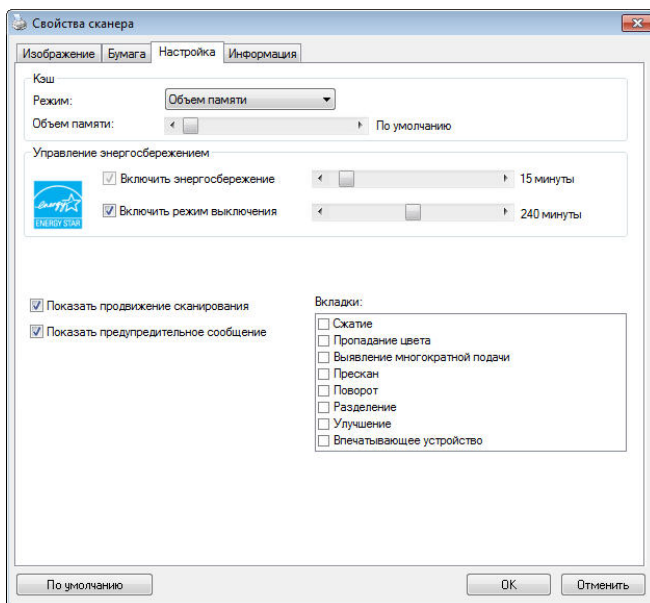 Свойства сканера
Изображение Бумага Настройка Информация
Кэш
Режим: Объем памяти
Объем памяти: По умолчанию
Управление энергосбережением
Включить энергосбережение 15 минуты
Включить режим выключения 240 минуты
energy
ENERGY STAR
Показать продвижение сканирования
Показать предупредительное сообщение
Вкладки:
Сжатие
Пропадание цвета
Выявление многократной подачи
Прескан
Поворот
Разделение
Улучшение
Впечатывающее устройство
По умолчанию OK Отменить